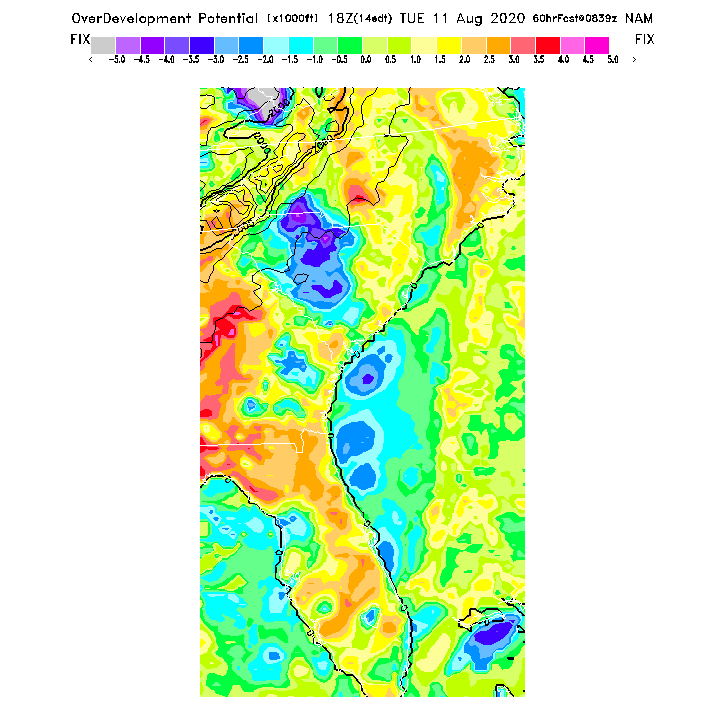 OverDevelopment Potential [x1000ft] 18Z(14edt) TUE 11 Aug 2020 60hrFcst@0839z NAM
FIX FIX
< -5.0 -4.5 -4.0 -3.5 -3.0 -2.5 -2.0 -1.5 -1.0 -0.5 0.0 0.5 1.0 1.5 2.0 2.5 3.0 3.5 4.0 4.5 5.0 >